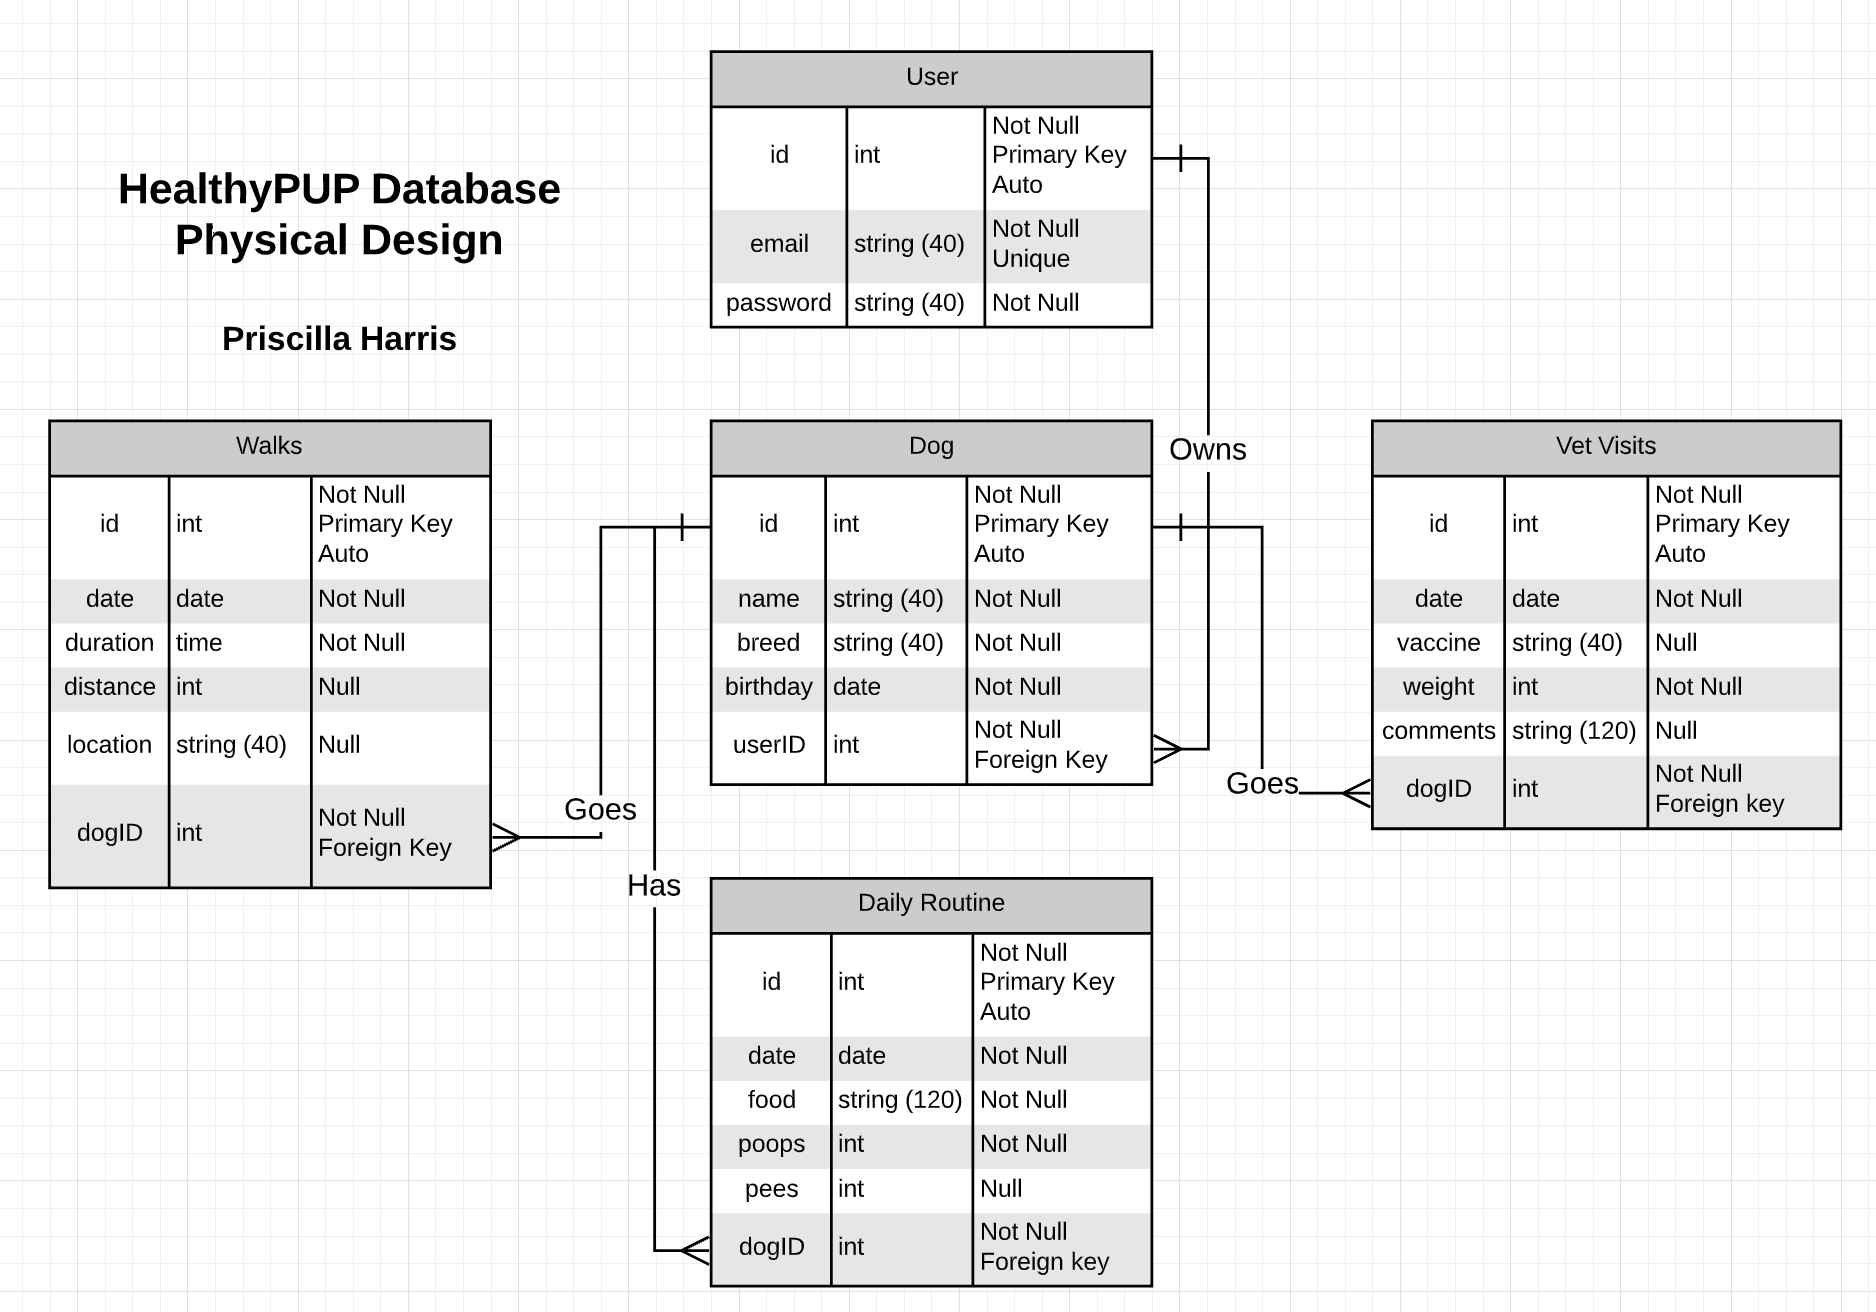 HealthyPUP Database
Physical Design
Priscilla Harris
User
id int Not Null
Primary Key
Auto
email string (40) Not Null
Unique
password string (40) Not Null
Owns
Walks
id int Not Null
Primary Key
Auto
date date Not Null
duration time Not Null
distance int Null
location string (40) Null
dogID int Not Null
Foreign Key
Goes
Has
Dog
id int Not Null
Primary Key
Auto
name string (40) Not Null
breed string (40) Not Null
birthday date Not Null
userID int Not Null
Foreign Key
Goes
Vet Visits
id int Not Null
Primary Key
Auto
date date Not Null
vaccine string (40) Null
weight int Not Null
comments string (120) Null
dogID int Not Null
Foreign key
Daily Routine
id int Not Null
Primary Key
Auto
date date Not Null
food string (120) Not Null
poops int Not Null
pees int Null
dogID int Not Null
Foreign key